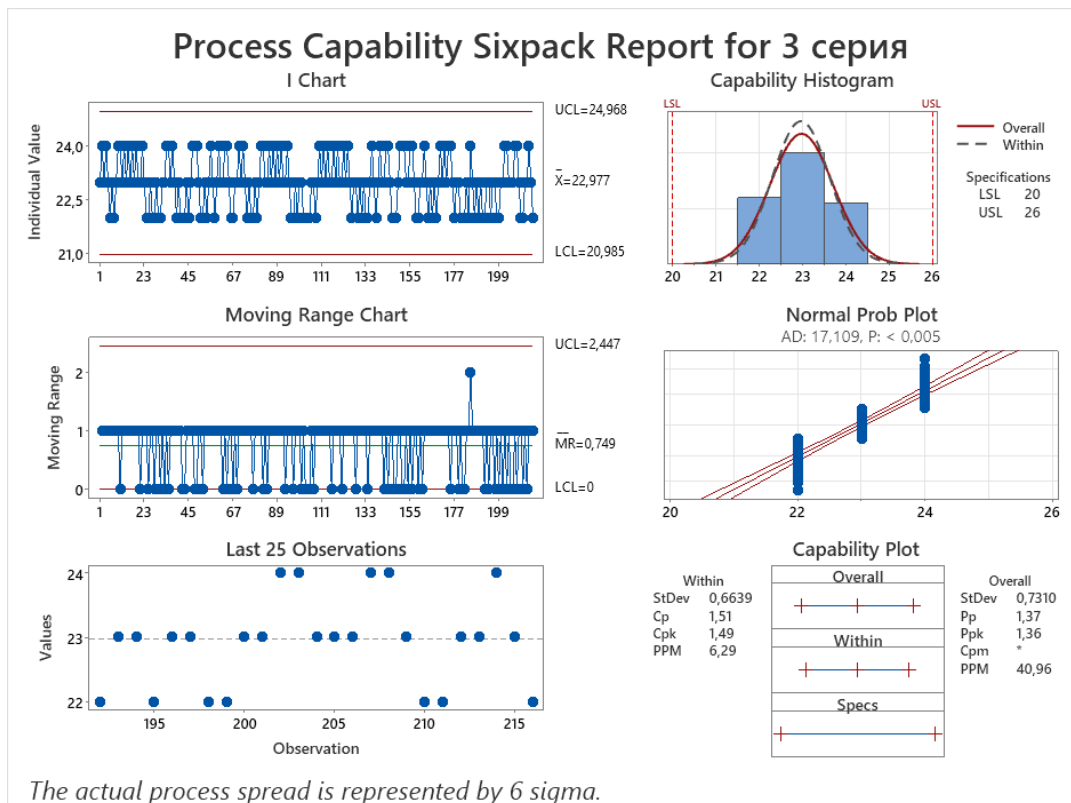 Process Capability Sixpack Report for 3 серия
I Chart
Individual Value
24,0
22,5
21,0
UCL=24,968
_
X=22,977
LCL=20,985
1 23 45 67 89 111 133 155 177 199
Capability Histogram
LSL USL
20 21 22 23 24 25 26
Overall
Within
Specifications
LSL 20
USL 26
Moving Range Chart
Moving Range
2
1
0
UCL=2,447
__
MR=0,749
LCL=0
1 23 45 67 89 111 133 155 177 199
Normal Prob Plot
AD: 17,109, P: < 0,005
20 22 24 26
Last 25 Observations
Values
24
23
22
195 200 205 210 215
Observation
Capability Plot
Within
StDev 0,6639
Cp 1,51
Cpk 1,49
PPM 6,29
Overall
Within
Specs
Overall
StDev 0,7310
Pp 1,37
Ppk 1,36
Cpm *
PPM 40,96
The actual process spread is represented by 6 sigma.